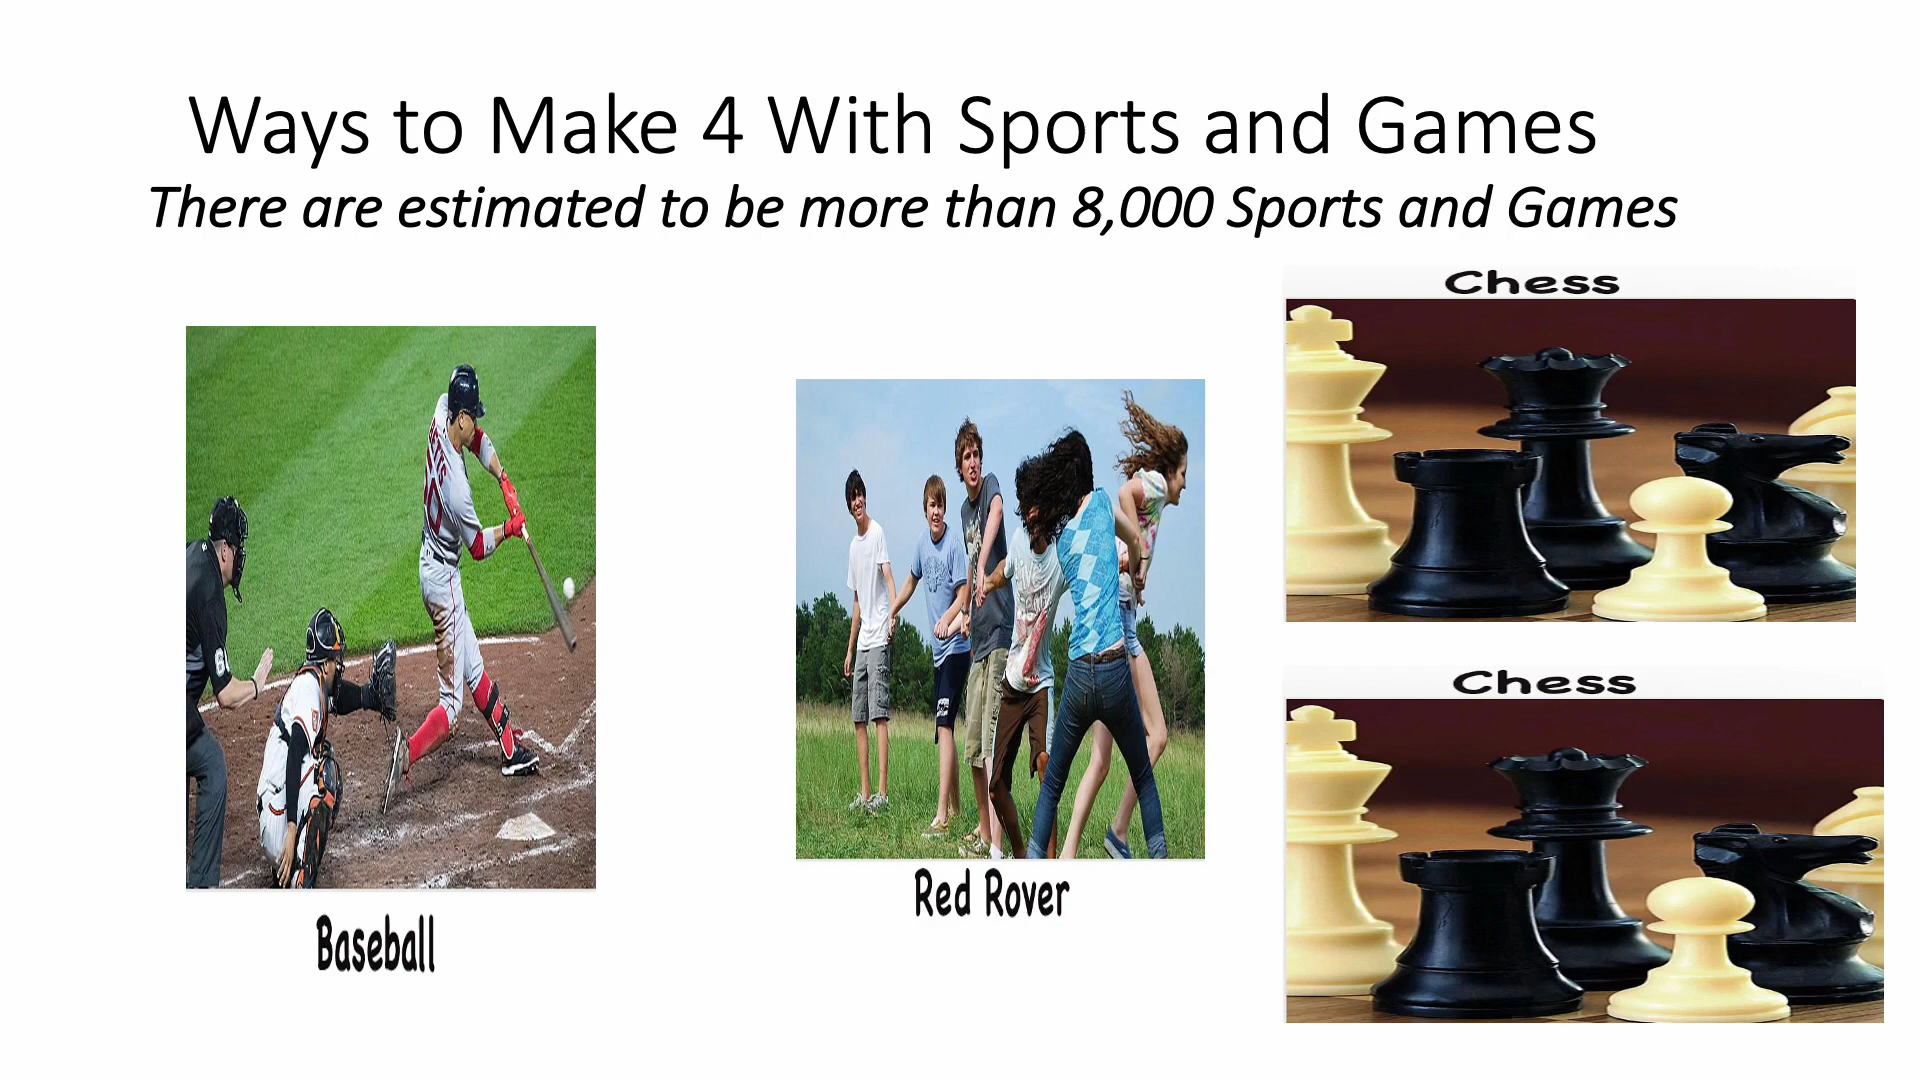 Ways to Make 4 With Sports and Games
There are estimated to be more than 8,000 Sports and Games
Chess
Baseball
Red Rover
Chess